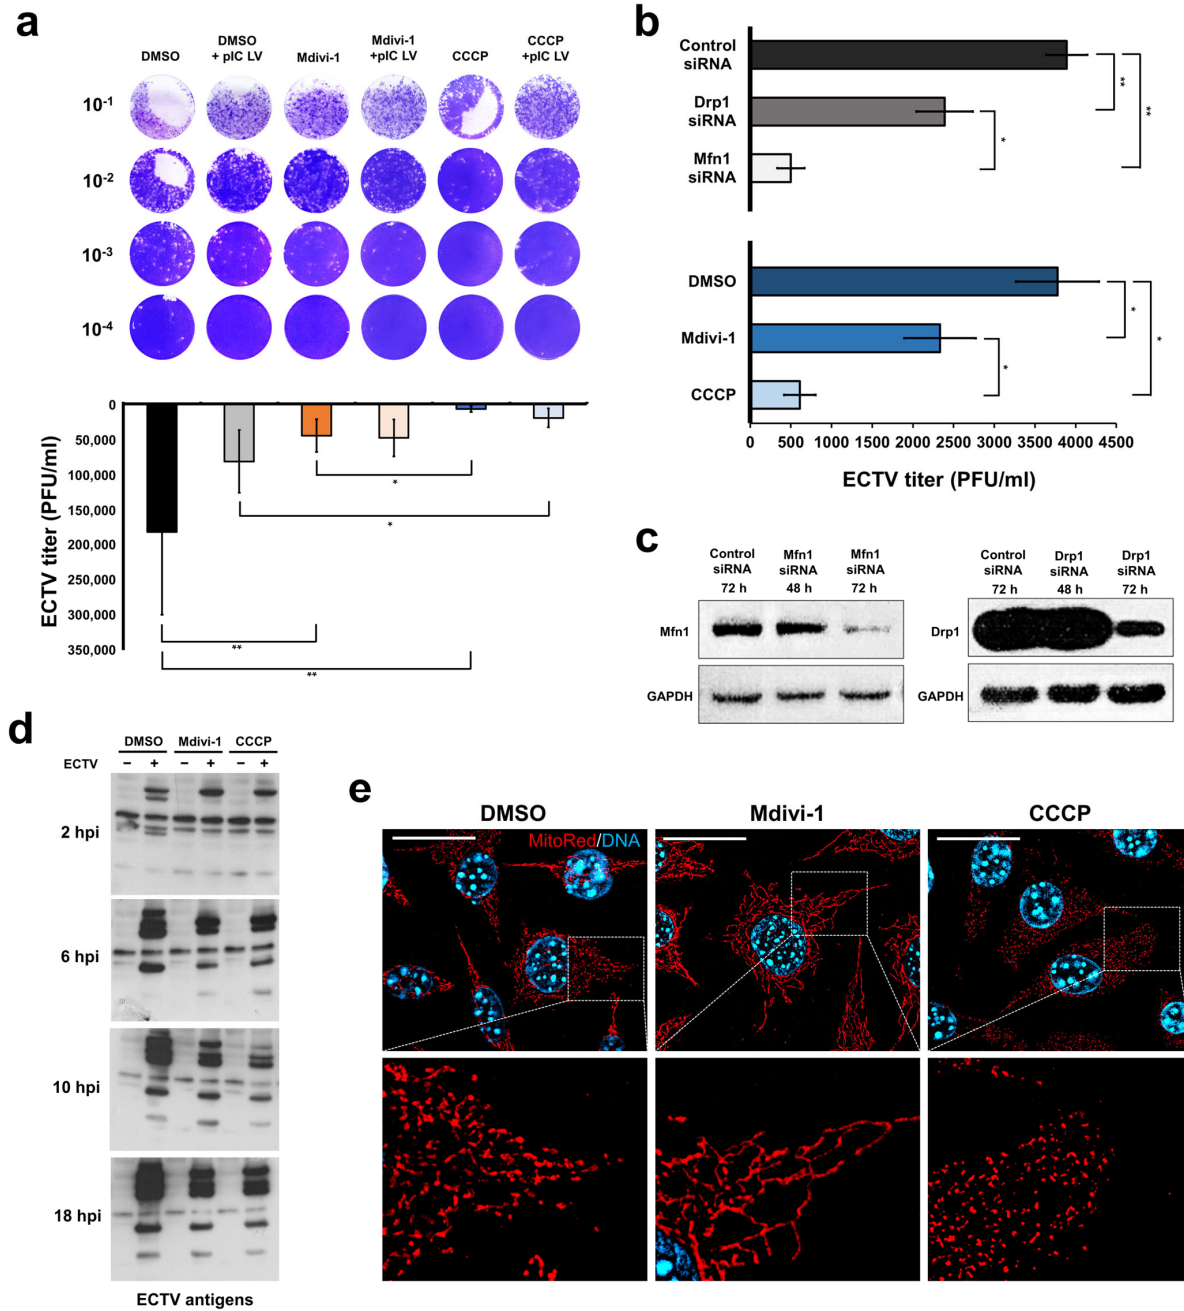 a
DMSO
DMSO
+ pIC LV
Mdivi-1
Mdivi-1
+pIC LV
CCCP
CCCP
+pIC LV
10-1
10-2
10-3
10-4
ECTV titer (PFU/ml)
0
50,000
100,000
150,000
200,000
250,000
300,000
350,000
*
*
**
**
b
Control
siRNA
Drp1
siRNA
Mfn1
siRNA
**
**
*
DMSO
Mdivi-1
CCCP
*
*
*
0 500 1000 1500 2000 2500 3000 3500 4000 4500
ECTV titer (PFU/ml)
c
Control
siRNA
72 h
Mfn1
siRNA
48 h
Mfn1
siRNA
72 h
Mfn1
GAPDH
Control
siRNA
72 h
Drp1
siRNA
48 h
Drp1
siRNA
72 h
Drp1
GAPDH
d
DMSO Mdivi-1 CCCP
ECTV − + − + − +
2 hpi
6 hpi
10 hpi
18 hpi
ECTV antigens
e
DMSO
Mdivi-1
CCCP
MitoRed/DNA